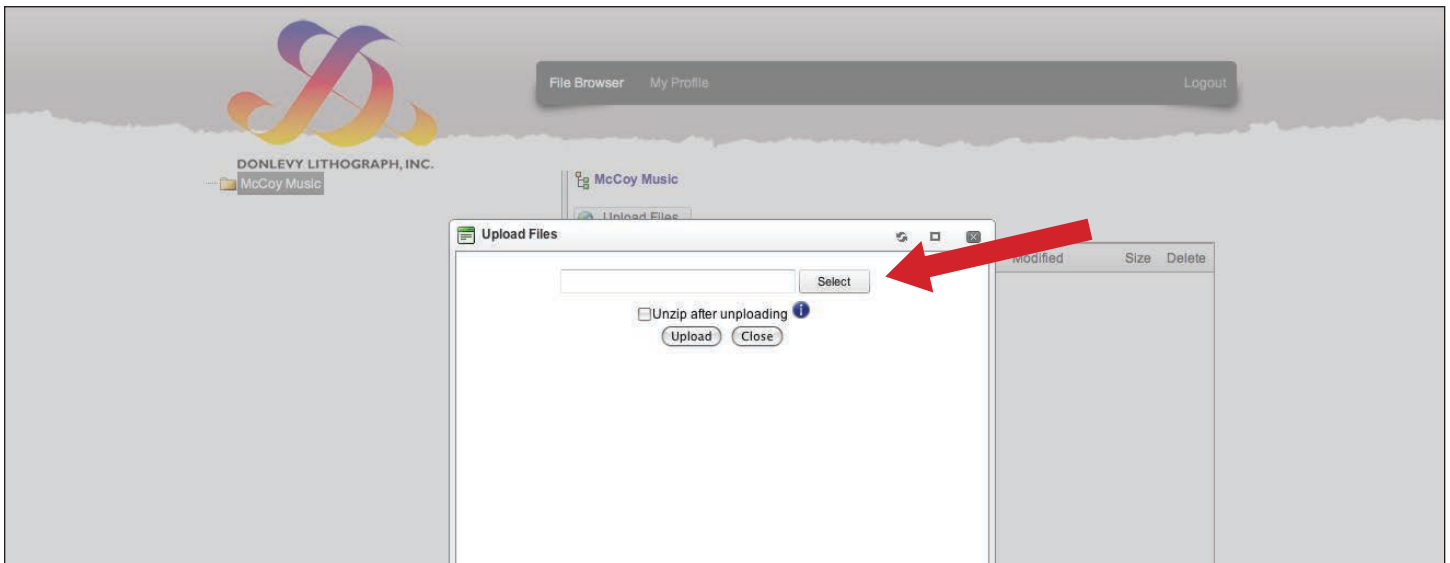 File Browser My Profile Logout
DONLEVY LITHOGRAPH, INC.
McCoy Music
McCoy Music
Upload Files
Upload Files
Modified Size Delete
Select
Unzip after unploading
Upload Close